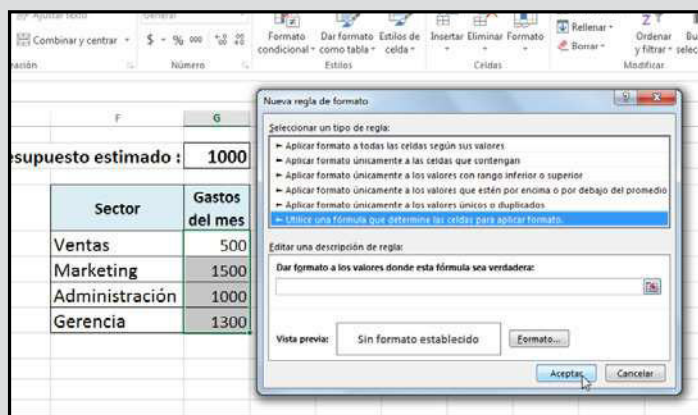 Ajustar texto
General
Combinar y centrar
$ - % 000
Formato condicional
Dar formato como tabla
Estilos de celda
Insertar Eliminar Formato
Rellenar
Borrar
Ordenar y filtrar
Número
Estilos
Celdas
Modificar
F
G
supuesto estimado :
1000
Sector
Gastos del mes
Ventas
500
Marketing
1500
Administración
1000
Gerencia
1300
Nueva regla de formato
Seleccionar un tipo de regla:
► Aplicar formato a todas las celdas según sus valores
► Aplicar formato únicamente a las celdas que contengan
► Aplicar formato únicamente a los valores con rango inferior o superior
► Aplicar formato únicamente a los valores que estén por encima o por debajo del promedio
► Aplicar formato únicamente a los valores únicos o duplicados
► Utilice una fórmula que determine las celdas para aplicar formato.
Editar una descripción de regla:
Dar formato a los valores donde esta fórmula sea verdadera:
Vista previa:
Sin formato establecido
Formato...
Aceptar
Cancelar